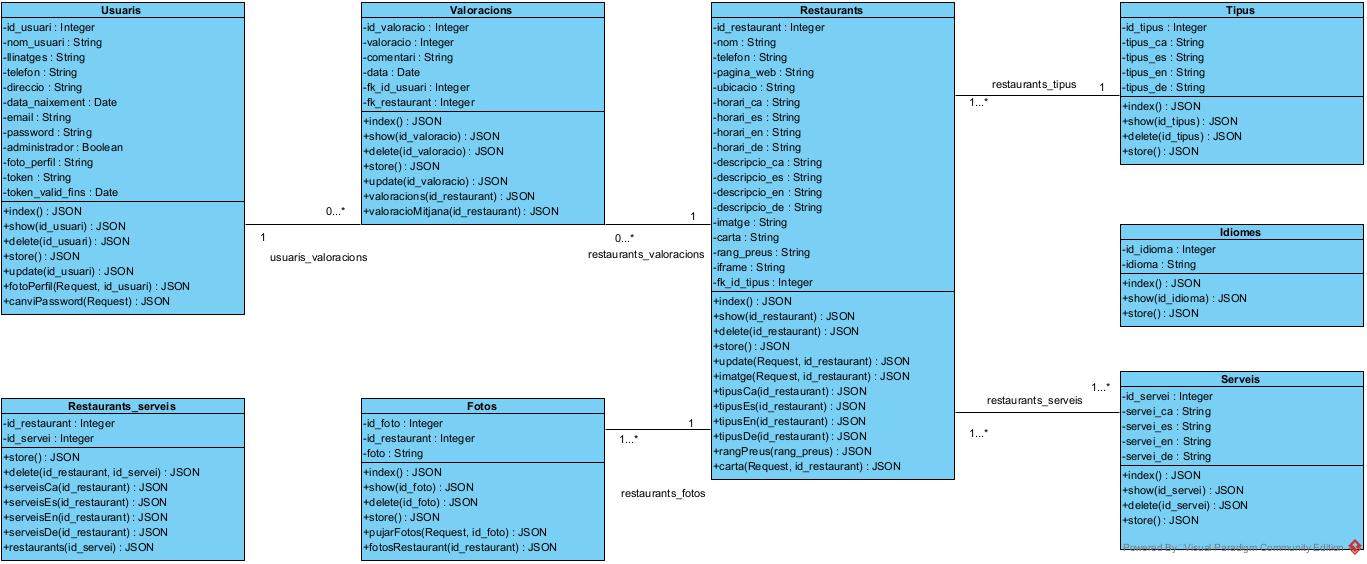 Usuaris
-id_usuari : Integer
-nom_usuari : String
-llinatges : String
-telefon : String
-direccio : String
-data_naixement : Date
-email : String
-password : String
-administrador : Boolean
-foto_perfil : String
-token : String
-token_valid_fins : Date
+index() : JSON
+show(id_usuari) : JSON
+delete(id_usuari) : JSON
+store() : JSON
+update(id_usuari) : JSON
+fotoPerfil(Request, id_usuari) : JSON
+canviPassword(Request) : JSON
0...*
1
usuaris_valoracions
Valoracions
-id_valoracio : Integer
-valoracio : Integer
-comentari : String
-data : Date
-fk_id_usuari : Integer
-fk_restaurant : Integer
+index() : JSON
+show(id_valoracio) : JSON
+delete(id_valoracio) : JSON
+store() : JSON
+update(id_valoracio) : JSON
+valoracions(id_restaurant) : JSON
+valoracioMitjana(id_restaurant) : JSON
1
0...*
restaurants_valoracions
Restaurants
-id_restaurant : Integer
-nom : String
-telefon : String
-pagina_web : String
-ubicacio : String
-horari_ca : String
-horari_es : String
-horari_en : String
-horari_de : String
-descripcio_ca : String
-descripcio_es : String
-descripcio_en : String
-descripcio_de : String
-imatge : String
-carta : String
-rang_preus : String
-iframe : String
-fk_id_tipus : Integer
+index() : JSON
+show(id_restaurant) : JSON
+delete(id_restaurant) : JSON
+store() : JSON
+update(Request, id_restaurant) : JSON
+imatge(Request, id_restaurant) : JSON
+tipusCa(id_restaurant) : JSON
+tipusEs(id_restaurant) : JSON
+tipusEn(id_restaurant) : JSON
+tipusDe(id_restaurant) : JSON
+rangPreus(rang_preus) : JSON
+carta(Request, id_restaurant) : JSON
restaurants_tipus
1
1...*
Tipus
-id_tipus : Integer
-tipus_ca : String
-tipus_es : String
-tipus_en : String
-tipus_de : String
+index() : JSON
+show(id_tipus) : JSON
+delete(id_tipus) : JSON
+store() : JSON
Idiomes
-id_idioma : Integer
-idioma : String
+index() : JSON
+show(id_idioma) : JSON
+store() : JSON
Restaurants_serveis
-id_restaurant : Integer
-id_servei : Integer
+store() : JSON
+delete(id_restaurant, id_servei) : JSON
+serveisCa(id_restaurant) : JSON
+serveisEs(id_restaurant) : JSON
+serveisEn(id_restaurant) : JSON
+serveisDe(id_restaurant) : JSON
+restaurants(id_servei) : JSON
Fotos
-id_foto : Integer
-id_restaurant : Integer
-foto : String
+index() : JSON
+show(id_foto) : JSON
+delete(id_foto) : JSON
+store() : JSON
+pujarFotos(Request, id_foto) : JSON
+fotosRestaurant(id_restaurant) : JSON
1
1...*
restaurants_fotos
1...*
restaurants_serveis
1...*
Serveis
-id_servei : Integer
-servei_ca : String
-servei_es : String
-servei_en : String
-servei_de : String
+index() : JSON
+show(id_servei) : JSON
+delete(id_servei) : JSON
+store() : JSON
Powered By Visual Paradigm Community Edition